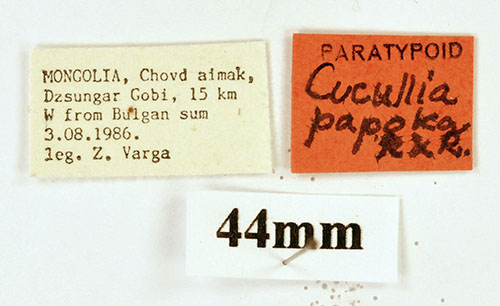 MONGOLIA, Chovd aimak,
Dzsungar Gobi, 15 km
W from Bulgan sum
3.08.1986.
leg. Z. Varga
PARATYPOID
Cucullia
papoka
R & R.
44mm